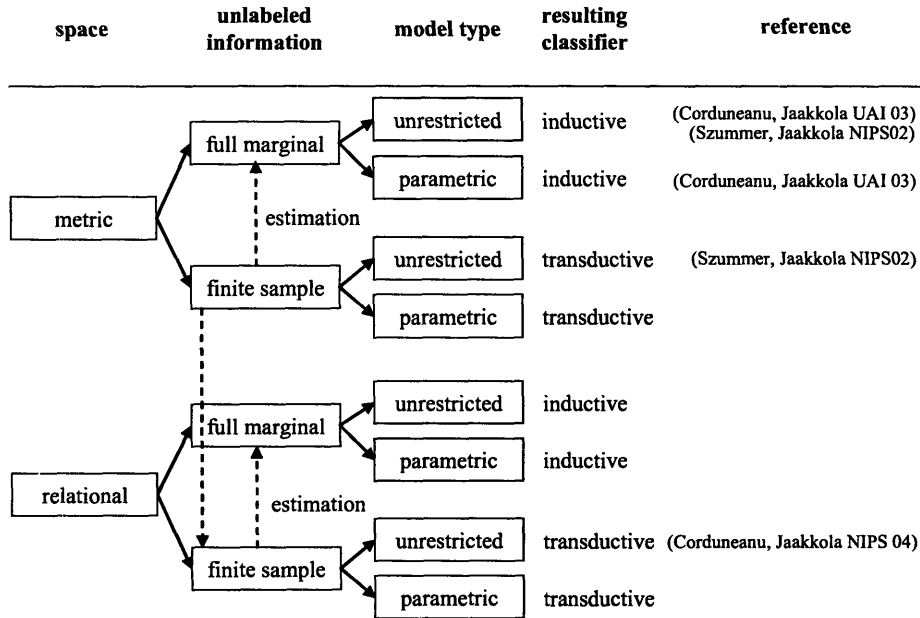 space
unlabeled information
model type
resulting classifier
reference
full marginal
unrestricted
inductive
(Corduneanu, Jaakkola UAI 03)
(Szummer, Jaakkola NIPS02)
parametric
inductive
(Corduneanu, Jaakkola UAI 03)
metric
estimation
finite sample
unrestricted
transductive
(Szummer, Jaakkola NIPS02)
parametric
transductive
full marginal
unrestricted
inductive
parametric
inductive
relational
estimation
finite sample
unrestricted
transductive
(Corduneanu, Jaakkola NIPS 04)
parametric
transductive